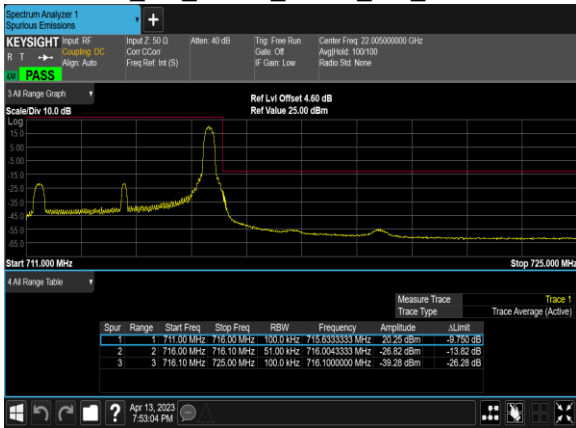 Spectrum Analyzer 1
Spurious Emissions
+
KEYSIGHT Input: RF Input Z: 50 Ω Atten: 40 dB Trig: Free Run Center Freq: 22.005000000 GHz
R T Coupling: DC Corr CCorr Gate: Off Avg|Hold: 100/100
Align: Auto Freq Ref: Int (S) IF Gain: Low Radio Std: None
PASS
3 All Range Graph
Ref Lvl Offset 4.60 dB
Scale/Div 10.0 dB Ref Value 25.00 dBm
Log
15.0
5.00
-5.00
-15.0
-25.0
-35.0
-45.0
-55.0
-65.0
Start 711.000 MHz Stop 725.000 MHz
4 All Range Table
Measure Trace Trace 1
Trace Type Trace Average (Active)
Spur Range Start Freq Stop Freq RBW Frequency Amplitude ΔLimit
1 1 711.00 MHz 716.00 MHz 100.0 kHz 715.6333333 MHz 20.25 dBm -9.750 dB
2 2 716.00 MHz 716.10 MHz 51.00 kHz 716.0043333 MHz -26.82 dBm -13.82 dB
3 3 716.10 MHz 725.00 MHz 100.0 kHz 716.1000000 MHz -39.28 dBm -26.28 dB
? Apr 13, 2023
7:53:04 PM